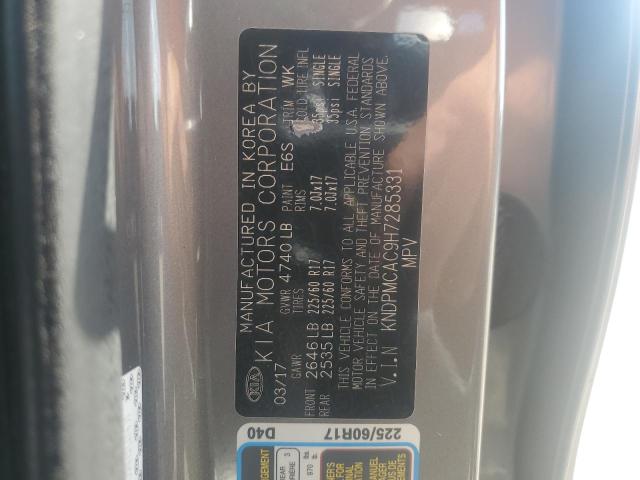 KIA
MANUFACTURED IN KOREA BY
KIA MOTORS CORPORATION
03/17 GVWR 4740 LB PAINT E6S TRIM WK
GAWR TIRES RIMS COLD TIRE INFL
FRONT 2646 LB 225/60 R17 7.0Jx17 35psi SINGLE
REAR 2535 LB 225/60 R17 7.0Jx17 35psi SINGLE
THIS VEHICLE CONFORMS TO ALL APPLICABLE U.S.A. FEDERAL
MOTOR VEHICLE SAFETY AND THEFT PREVENTION STANDARDS
IN EFFECT ON THE DATE OF MANUFACTURE SHOWN ABOVE.
V.I.N KNDPMCAC9H7285331
MPV
D40 225/60R17